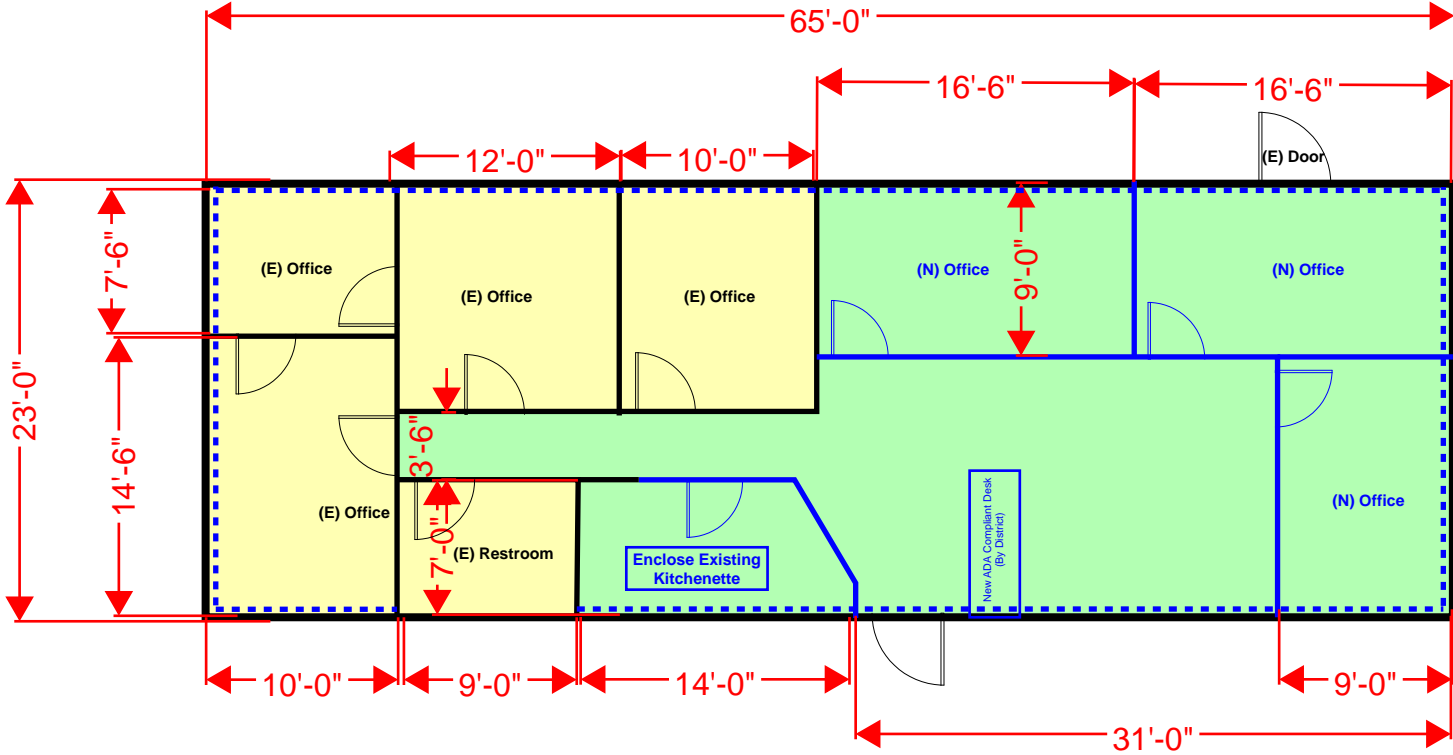 65'-0"
16'-6"
16'-6"
12'-0"
10'-0"
(E) Door
7'-6"
(E) Office
(E) Office
(E) Office
(N) Office
9'-0"
(N) Office
23'-0"
14'-6"
3'-6"
(E) Office
7'-0"
(E) Restroom
Enclose Existing
Kitchenette
New ADA Compliant Desk
(By District)
(N) Office
10'-0"
9'-0"
14'-0"
9'-0"
31'-0"